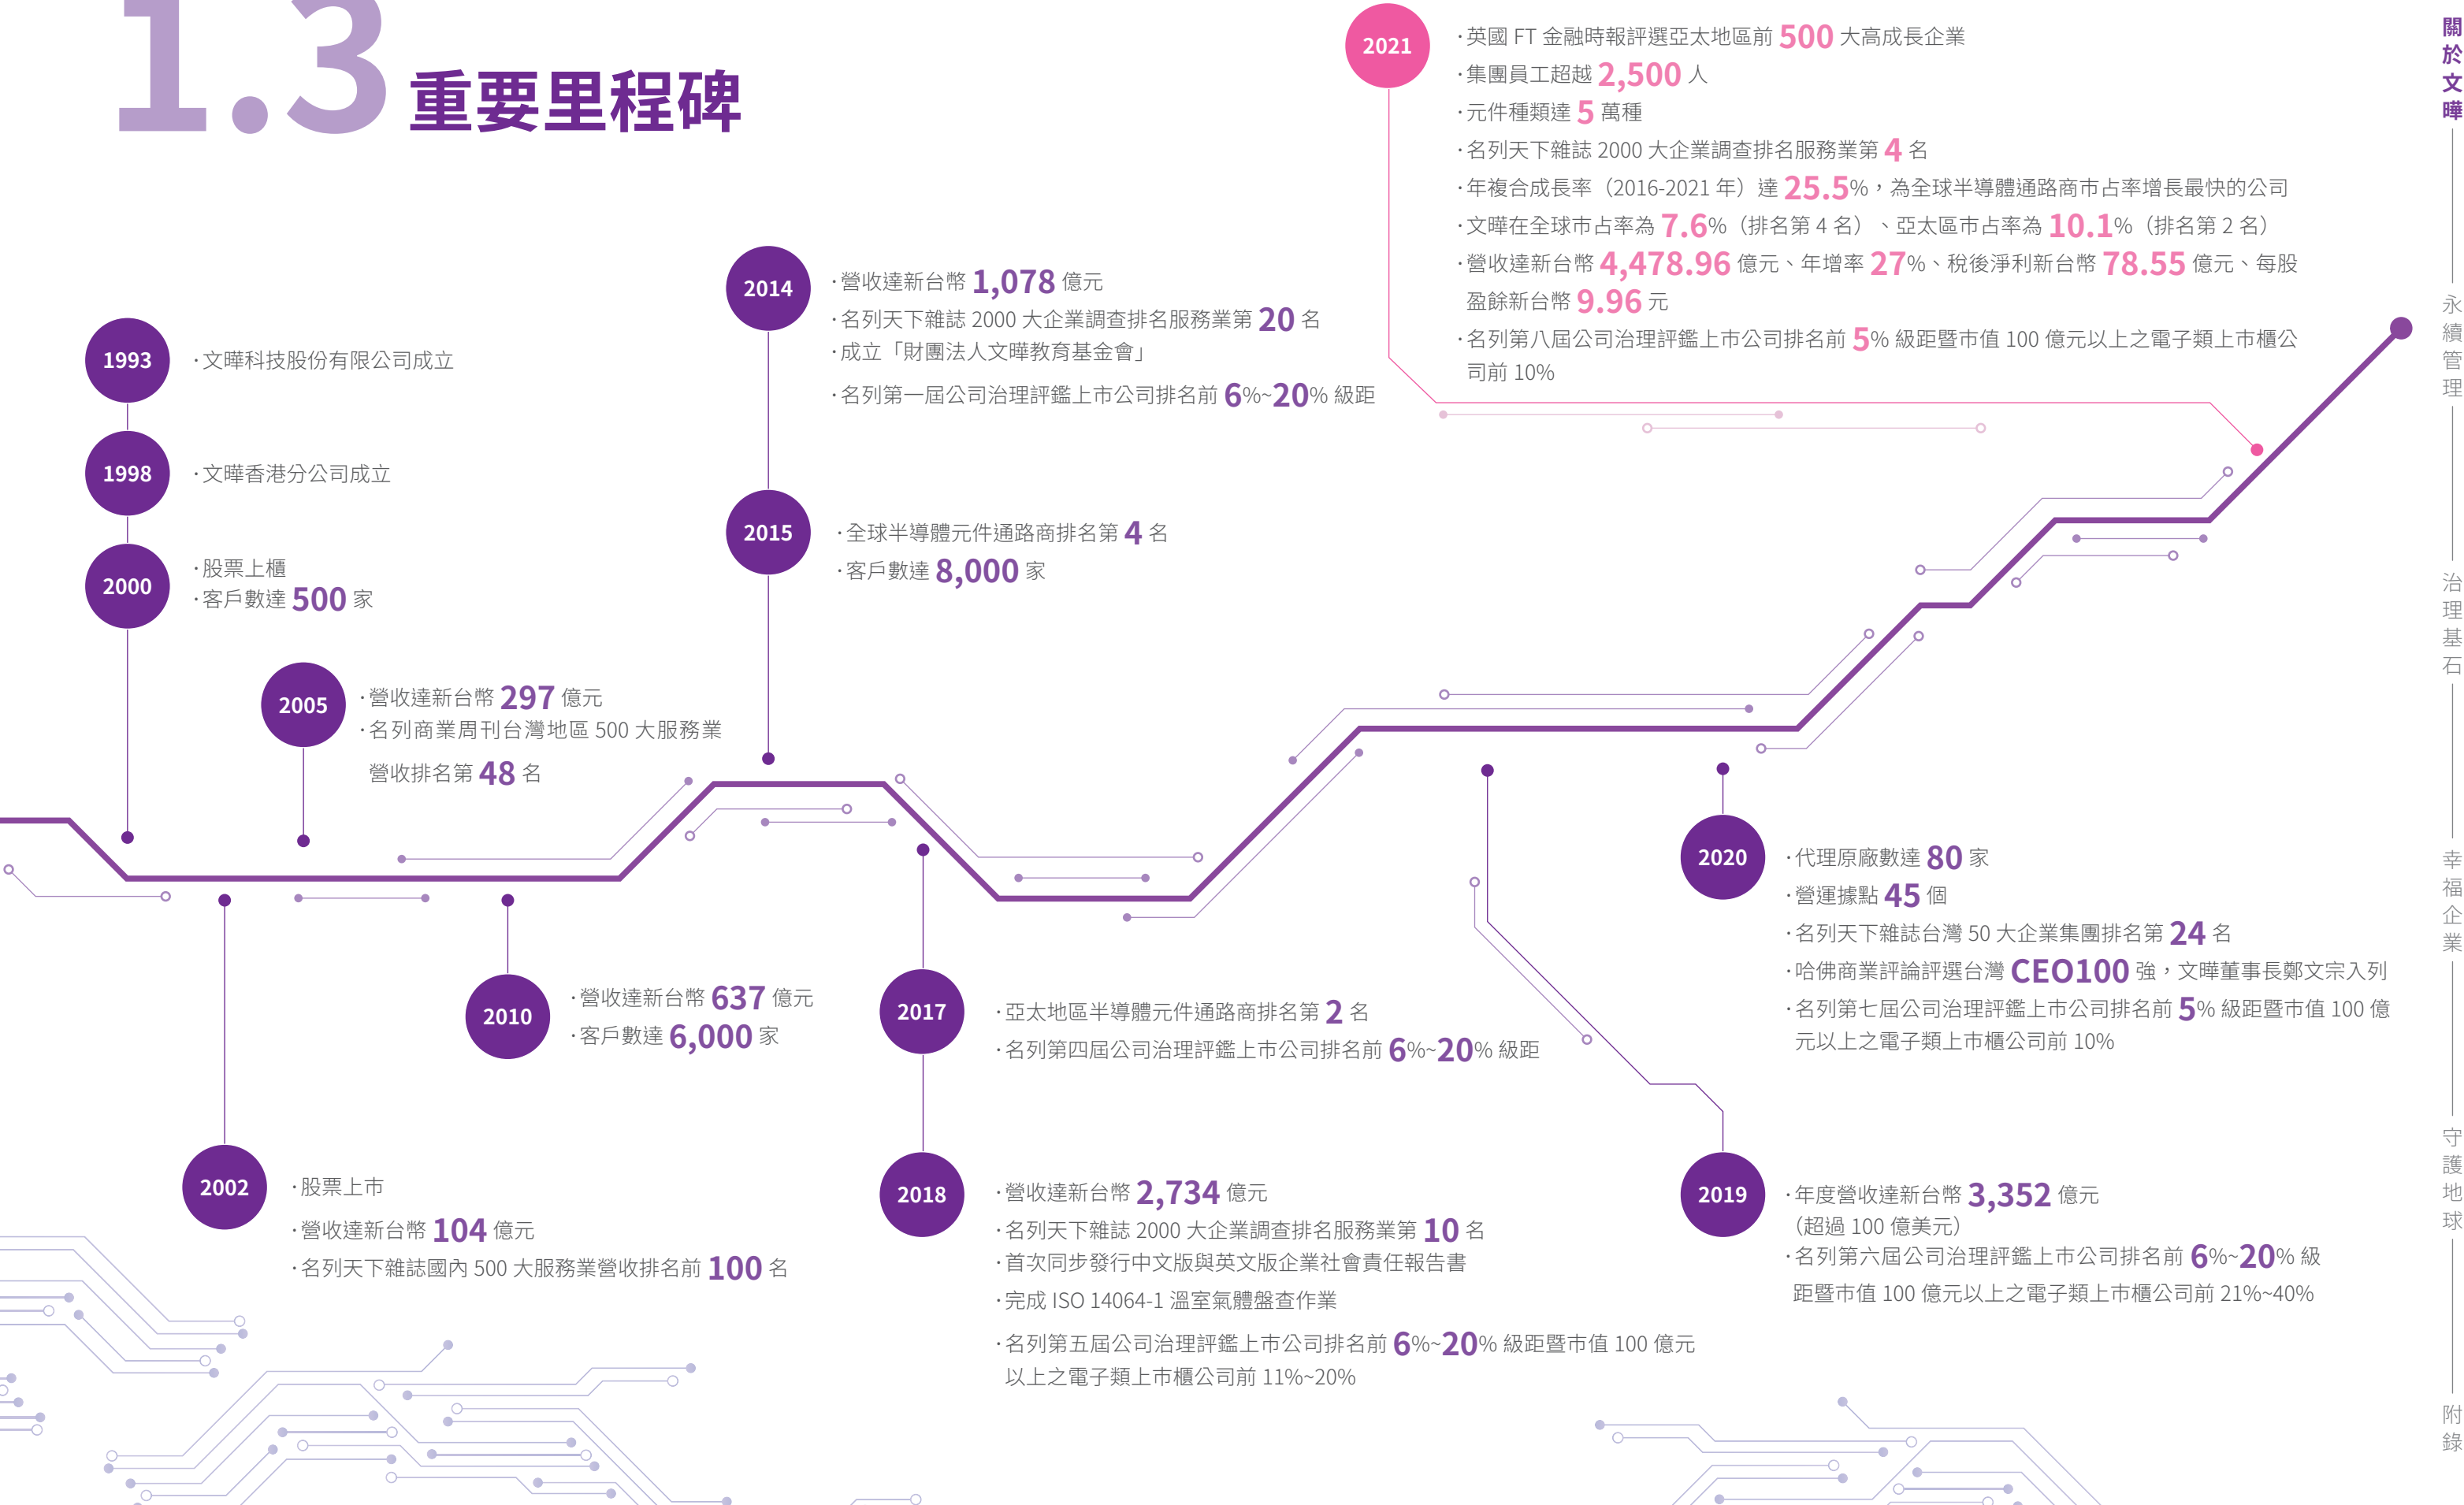 1.3 重要里程碑
1993
·文曄科技股份有限公司成立
1998
·文曄香港分公司成立
2000
·股票上櫃
·客戶數達 500 家
2002
·股票上市
·營收達新台幣 104 億元
·名列天下雜誌國內 500 大服務業營收排名前 100 名
2005
·營收達新台幣 297 億元
·名列商業周刊台灣地區 500 大服務業
營收排名第 48 名
2010
·營收達新台幣 637 億元
·客戶數達 6,000 家
2014
·營收達新台幣 1,078 億元
·名列天下雜誌 2000 大企業調查排名服務業第 20 名
·成立「財團法人文曄教育基金會」
·名列第一屆公司治理評鑑上市公司排名前 6%~20% 級距
2015
·全球半導體元件通路商排名第 4 名
·客戶數達 8,000 家
2017
·亞太地區半導體元件通路商排名第 2 名
·名列第四屆公司治理評鑑上市公司排名前 6%~20% 級距
2018
·營收達新台幣 2,734 億元
·名列天下雜誌 2000 大企業調查排名服務業第 10 名
·首次同步發行中文版與英文版企業社會責任報告書
·完成 ISO 14064-1 溫室氣體盤查作業
·名列第五屆公司治理評鑑上市公司排名前 6%~20% 級距暨市值 100 億元
以上之電子類上市櫃公司前 11%~20%
2019
·年度營收達新台幣 3,352 億元
（超過 100 億美元）
·名列第六屆公司治理評鑑上市公司排名前 6%~20% 級
距暨市值 100 億元以上之電子類上市櫃公司前 21%~40%
2020
·代理原廠數達 80 家
·營運據點 45 個
·名列天下雜誌台灣 50 大企業集團排名第 24 名
·哈佛商業評論評選台灣 CEO100 強，文曄董事長鄭文宗入列
·名列第七屆公司治理評鑑上市公司排名前 5% 級距暨市值 100 億
元以上之電子類上市櫃公司前 10%
2021
·英國 FT 金融時報評選亞太地區前 500 大高成長企業
·集團員工超越 2,500 人
·元件種類達 5 萬種
·名列天下雜誌 2000 大企業調查排名服務業第 4 名
·年複合成長率（2016-2021 年）達 25.5%，為全球半導體通路商市占率增長最快的公司
·文曄在全球市占率為 7.6%（排名第 4 名）、亞太區市占率為 10.1%（排名第 2 名）
·營收達新台幣 4,478.96 億元、年增率 27%、稅後淨利新台幣 78.55 億元、每股
盈餘新台幣 9.96 元
·名列第八屆公司治理評鑑上市公司排名前 5% 級距暨市值 100 億元以上之電子類上市櫃公
司前 10%
關於文曄
永續管理
治理基石
幸福企業
守護地球
附錄